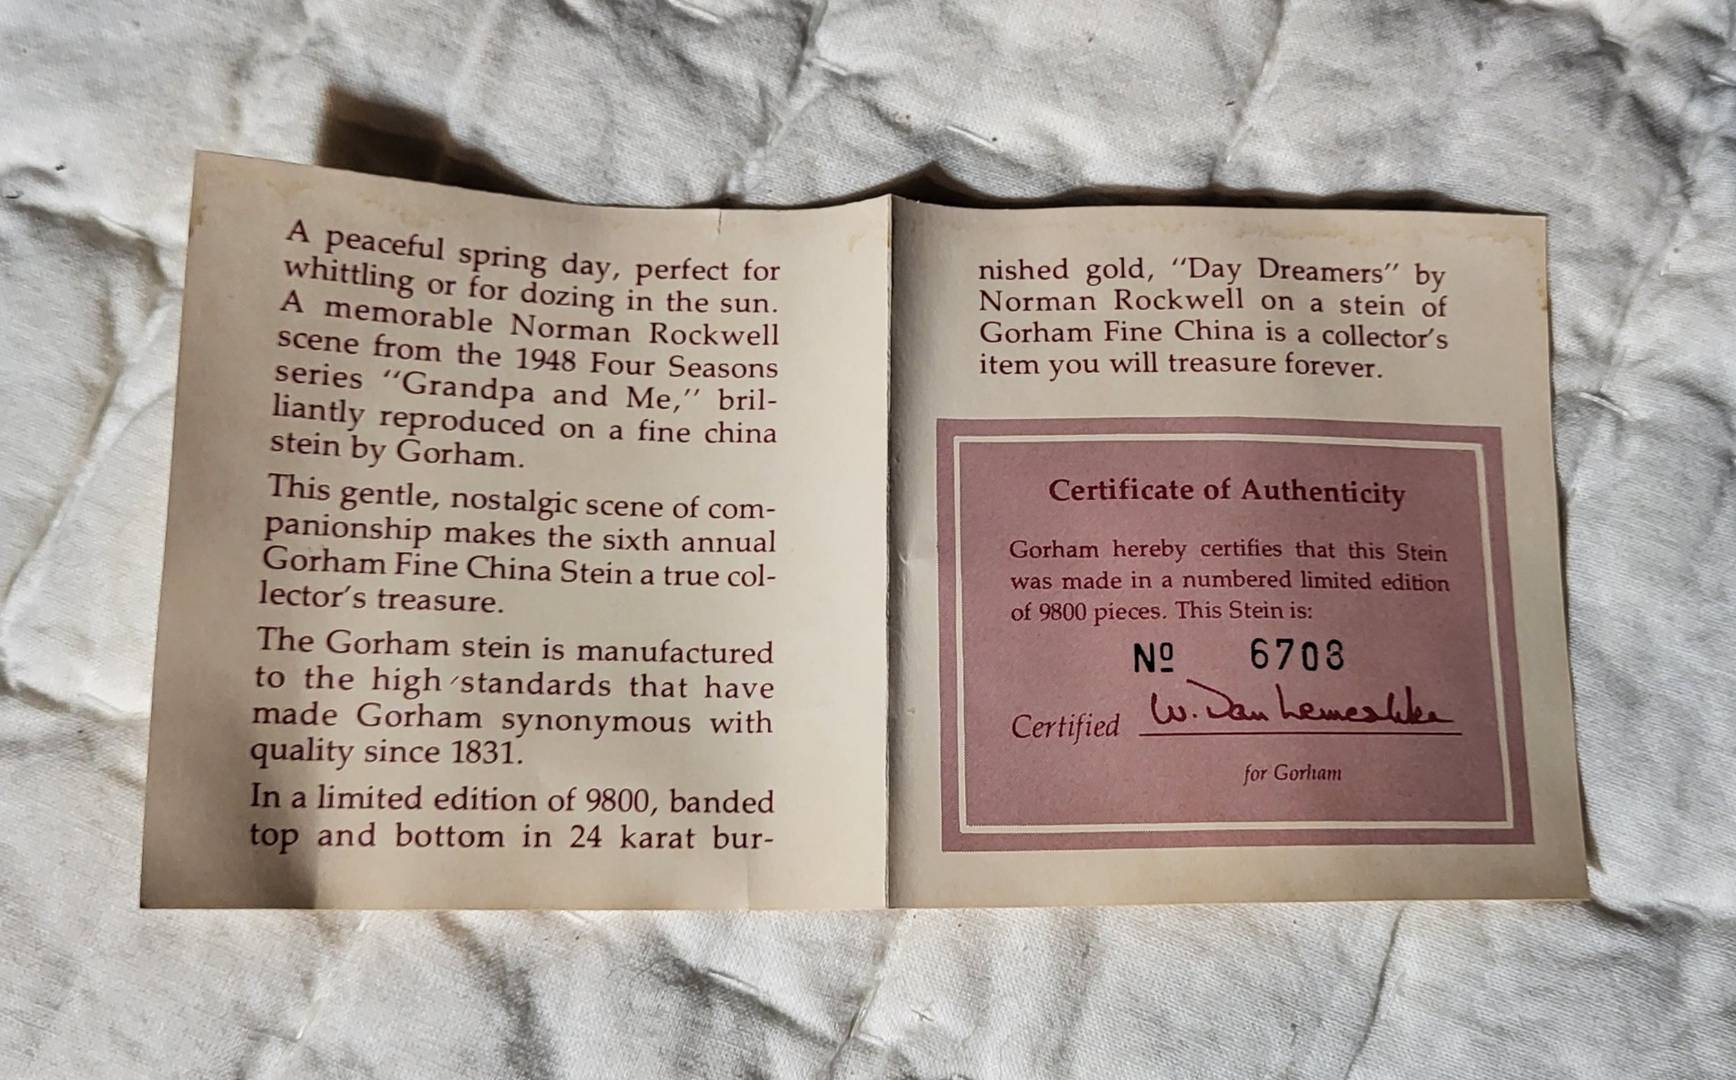 A peaceful spring day, perfect for
whittling or for dozing in the sun.
A memorable Norman Rockwell
scene from the 1948 Four Seasons
series "Grandpa and Me," bril-
liantly reproduced on a fine china
stein by Gorham.
This gentle, nostalgic scene of com-
panionship makes the sixth annual
Gorham Fine China Stein a true col-
lector's treasure.
The Gorham stein is manufactured
to the high standards that have
made Gorham synonymous with
quality since 1831.
In a limited edition of 9800, banded
top and bottom in 24 karat bur-
nished gold, "Day Dreamers" by
Norman Rockwell on a stein of
Gorham Fine China is a collector's
item you will treasure forever.
Certificate of Authenticity
Gorham hereby certifies that this Stein
was made in a numbered limited edition
of 9800 pieces. This Stein is:
Nº 6703
Certified W. Dan
for Gorham